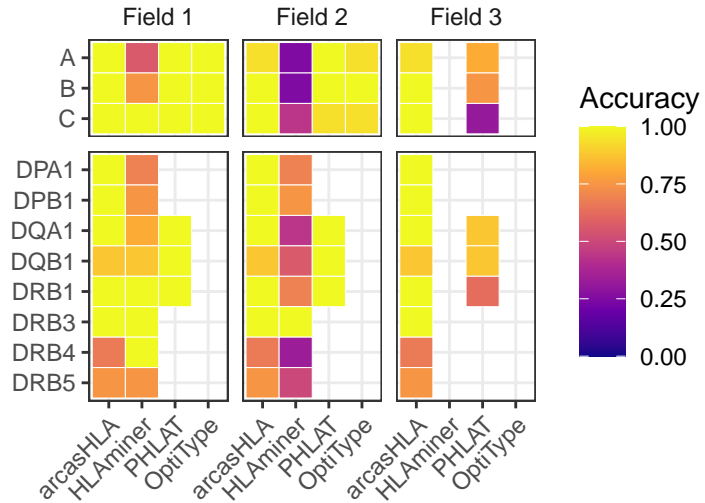 Field 1
Field 2
Field 3
A
B
C
DPA1
DPB1
DQA1
DQB1
DRB1
DRB3
DRB4
DRB5
arcasHLA
HLAminer
PHLAT
OptiType
arcasHLA
HLAminer
PHLAT
OptiType
arcasHLA
HLAminer
PHLAT
OptiType
Accuracy
1.00
0.75
0.50
0.25
0.00